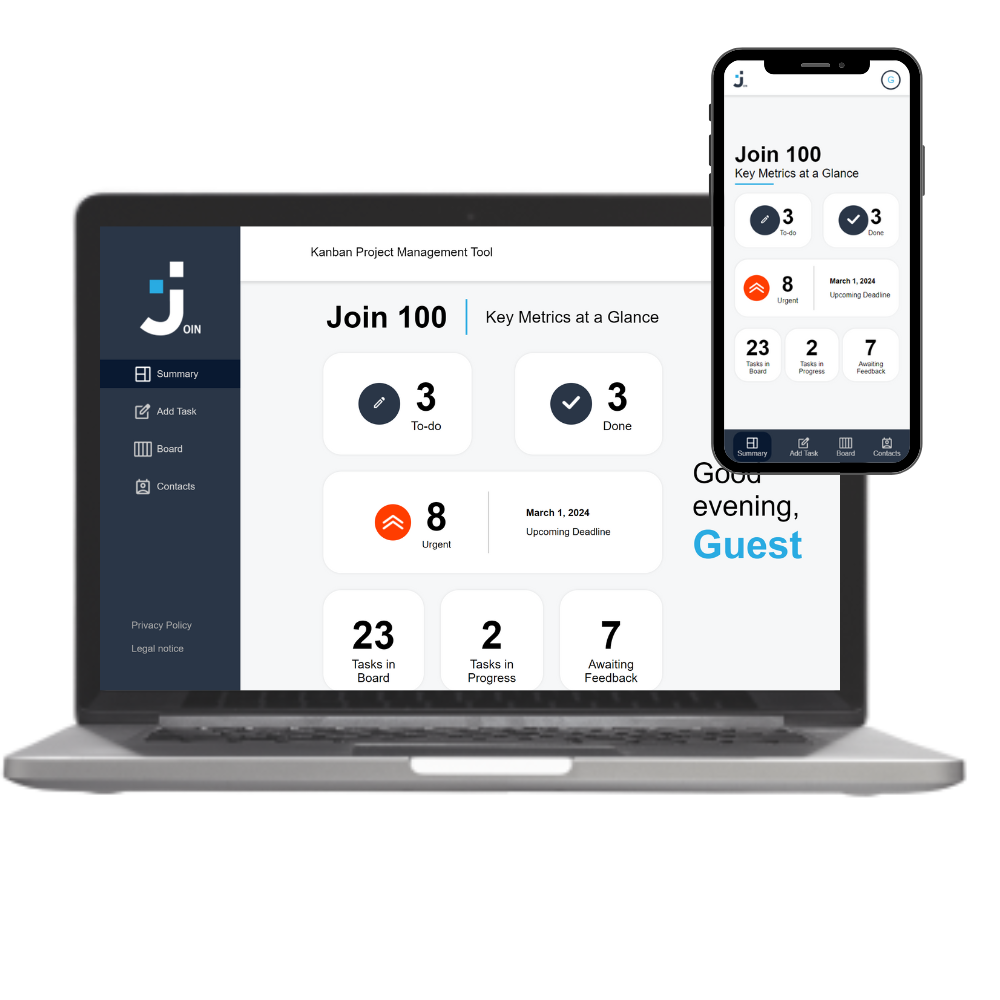 OIN
Summary
Add Task
Board
Contacts
Privacy Policy
Legal notice
Kanban Project Management Tool
Join 100
Key Metrics at a Glance
3
To-do
3
Done
8
Urgent
March 1, 2024
Upcoming Deadline
23
Tasks in
Board
2
Tasks in
Progress
7
Awaiting
Feedback
Good
evening,
Guest
G
Join 100
Key Metrics at a Glance
3
To-do
3
Done
8
Urgent
March 1, 2024
Upcoming Deadline
23
Tasks in
Board
2
Tasks in
Progress
7
Awaiting
Feedback
Summary
Add Task
Board
Contacts